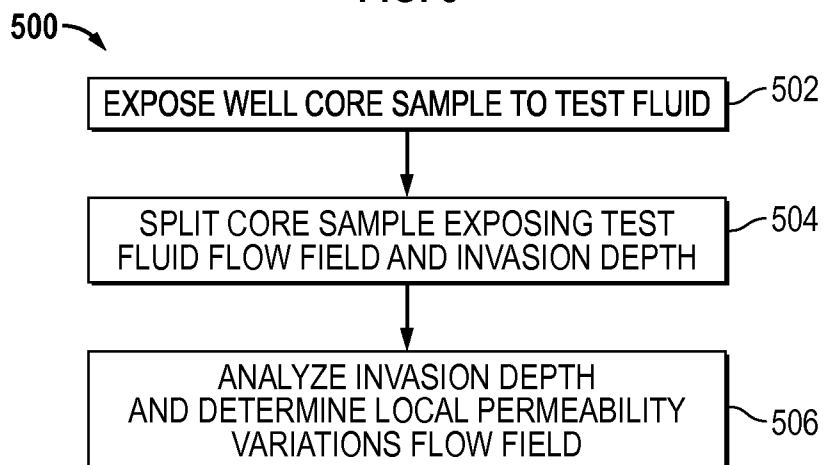 500
EXPOSE WELL CORE SAMPLE TO TEST FLUID
502
SPLIT CORE SAMPLE EXPOSING TEST
FLUID FLOW FIELD AND INVASION DEPTH
504
ANALYZE INVASION DEPTH
AND DETERMINE LOCAL PERMEABILITY
VARIATIONS FLOW FIELD
506